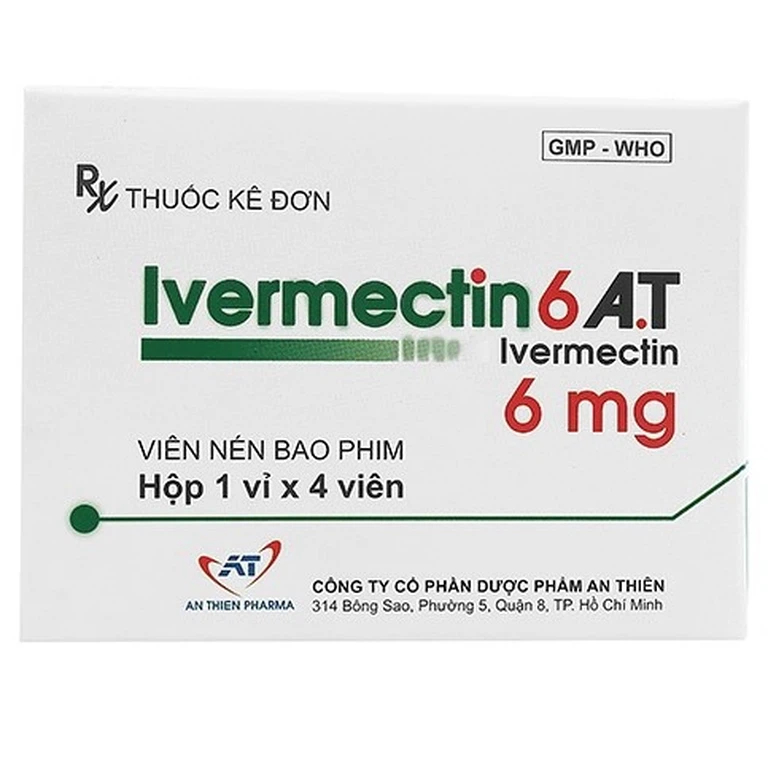 GMP - WHO
Rx THUỐC KÊ ĐƠN
Ivermectin 6 A.T
Ivermectin
6 mg
VIÊN NÉN BAO PHIM
Hộp 1 vỉ x 4 viên
AT
AN THIEN PHARMA
CÔNG TY CỔ PHẦN DƯỢC PHẨM AN THIÊN
314 Bông Sao, Phường 5, Quận 8, TP. Hồ Chí Minh